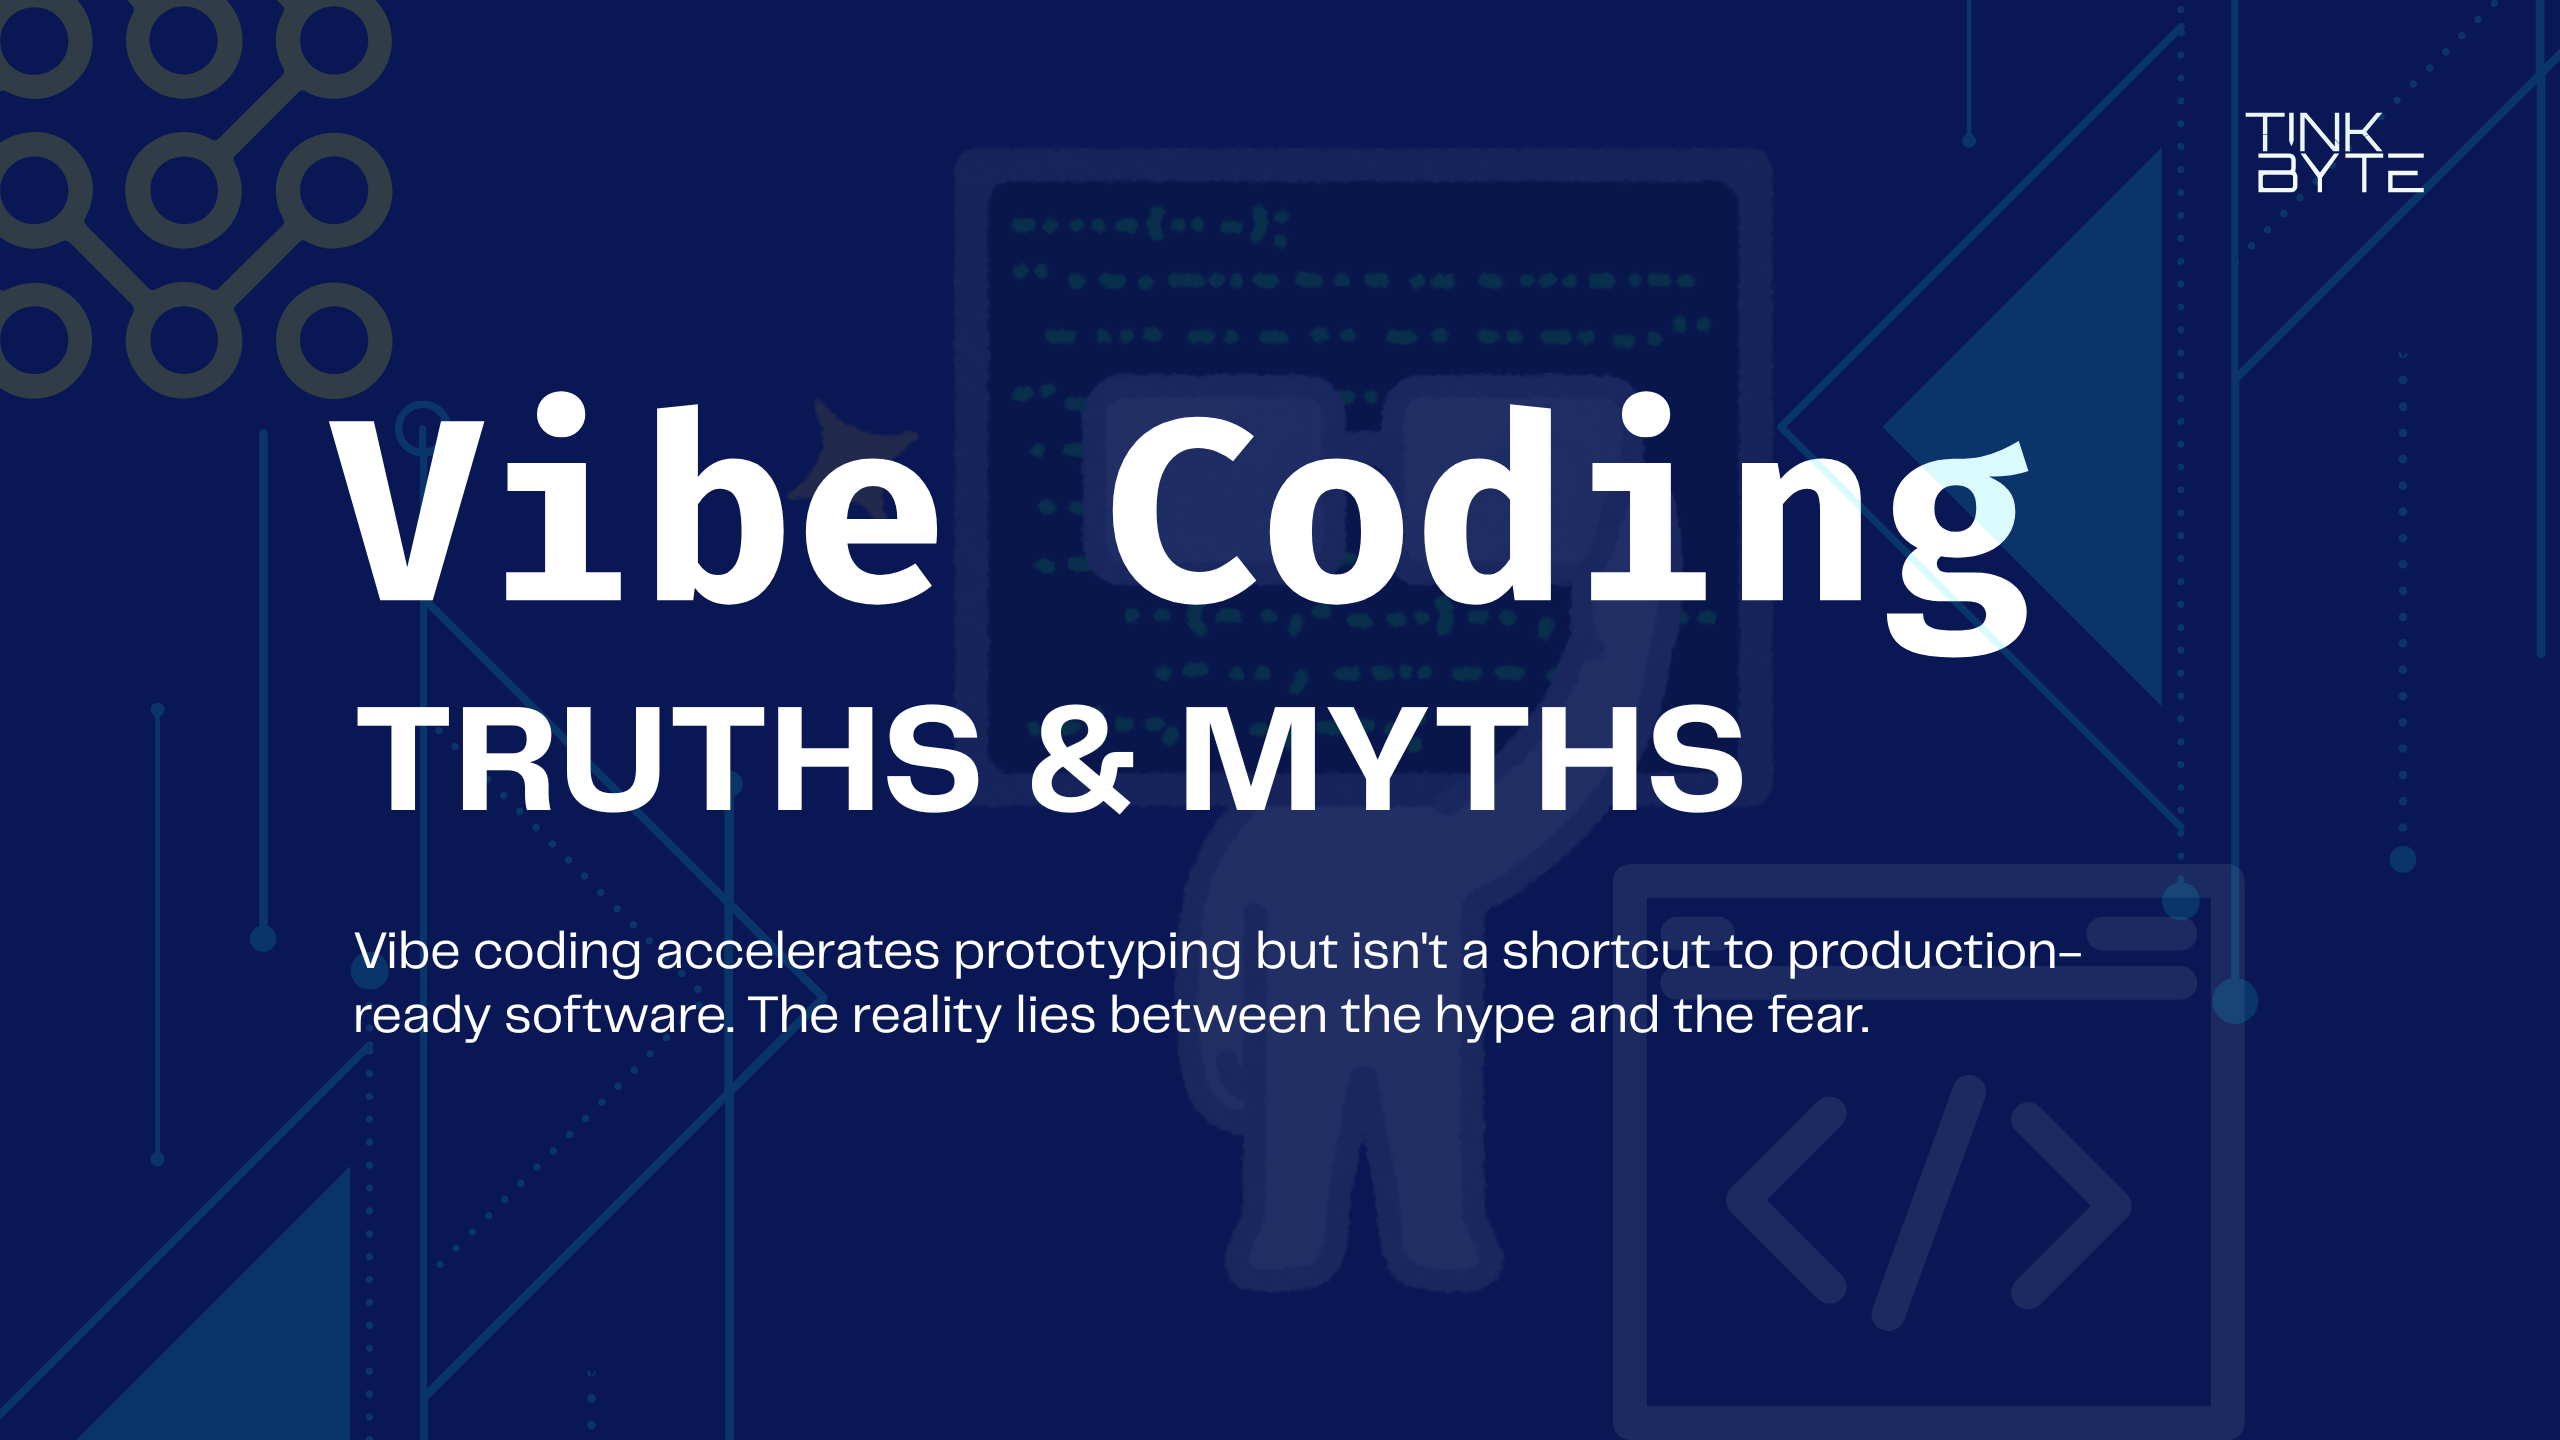 TINK
BYTE
Vibe Coding
TRUTHS & MYTHS
Vibe coding accelerates prototyping but isn't a shortcut to production-
ready software. The reality lies between the hype and the fear.